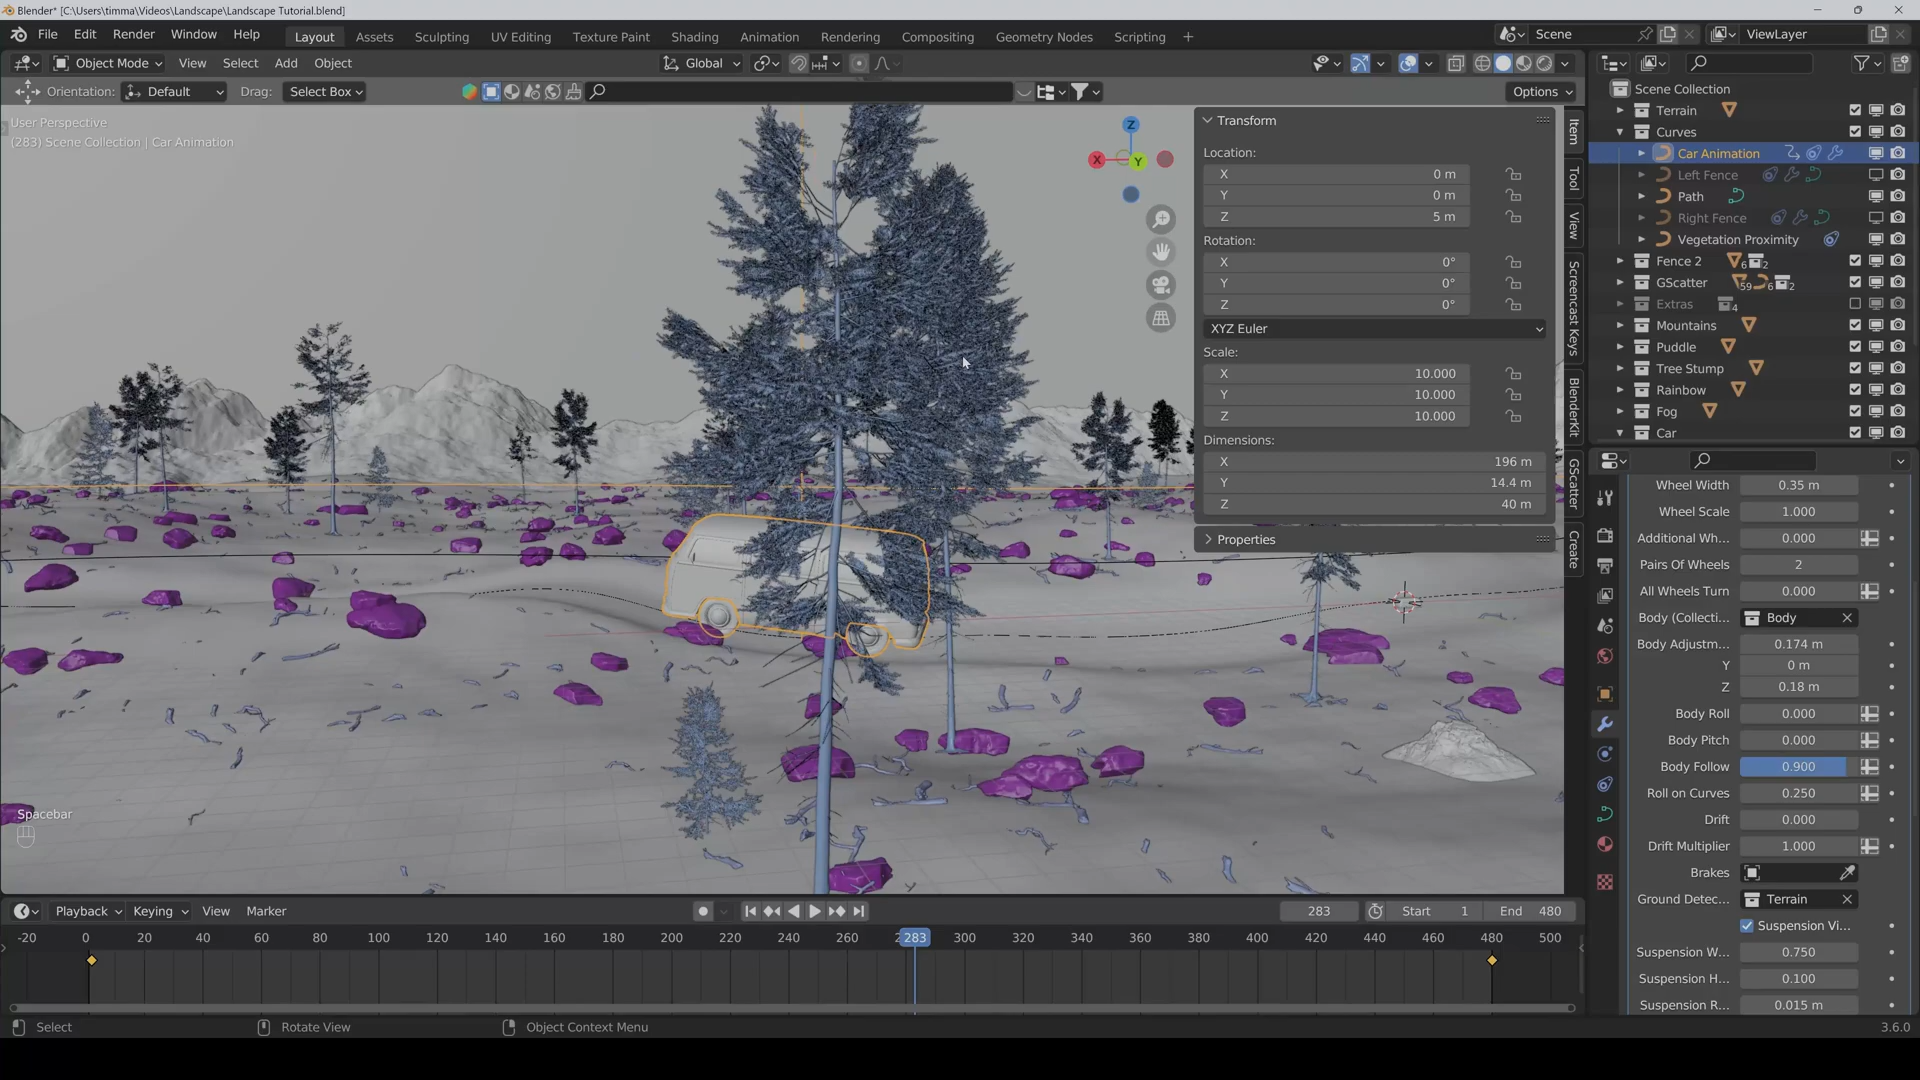 Blender* [C:\Users\timma\Videos\Landscape\Landscape Tutorial.blend]
File Edit Render Window Help Layout Assets Sculpting UV Editing Texture Paint Shading Animation Rendering Compositing Geometry Nodes Scripting + Scene ViewLayer
Object Mode View Select Add Object Global
Orientation: Default Drag: Select Box Options
User Perspective
(283) Scene Collection | Car Animation
Z
X
Y
Transform
Location:
X 0 m
Y 0 m
Z 5 m
Rotation:
X 0°
Y 0°
Z 0°
XYZ Euler
Scale:
X 10.000
Y 10.000
Z 10.000
Dimensions:
X 196 m
Y 14.4 m
Z 40 m
Properties
Item
Tool
View
Screencast Keys
BlenderKit
GScatter
Create
Scene Collection
Terrain
Curves
Car Animation
Left Fence
Path
Right Fence
Vegetation Proximity
Fence 2 6 2
GScatter 59 6 2
Extras 4
Mountains
Puddle
Tree Stump
Rainbow
Fog
Car
Wheel Width 0.35 m
Wheel Scale 1.000
Additional Wh... 0.000
Pairs Of Wheels 2
All Wheels Turn 0.000
Body (Collecti... Body
Body Adjustm... 0.174 m
Y 0 m
Z 0.18 m
Body Roll 0.000
Body Pitch 0.000
Body Follow 0.900
Roll on Curves 0.250
Drift 0.000
Drift Multiplier 1.000
Brakes
Ground Detec... Terrain
Suspension Vi...
Suspension W... 0.750
Suspension H... 0.100
Suspension R... 0.015 m
Spacebar
Playback Keying View Marker 283 Start 1 End 480
-20 0 20 40 60 80 100 120 140 160 180 200 220 240 260 283 300 320 340 360 380 400 420 440 460 480 500
Select Rotate View Object Context Menu 3.6.0